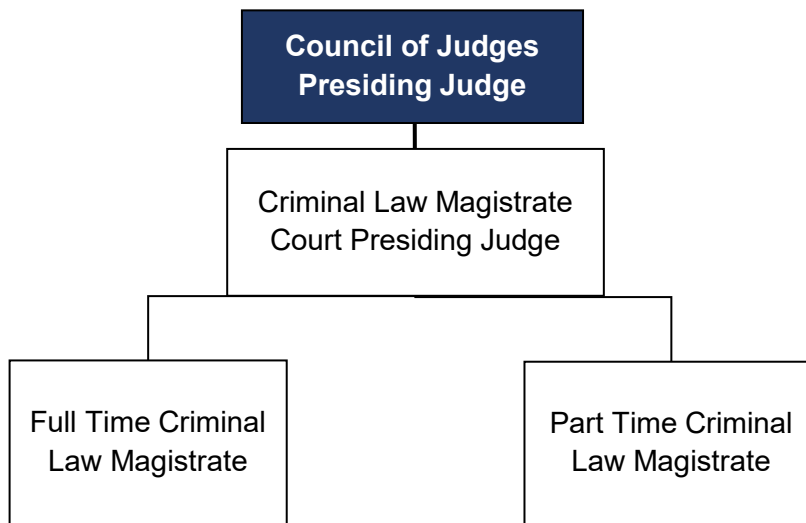 Council of Judges
Presiding Judge
Criminal Law Magistrate
Court Presiding Judge
Full Time Criminal
Law Magistrate
Part Time Criminal
Law Magistrate